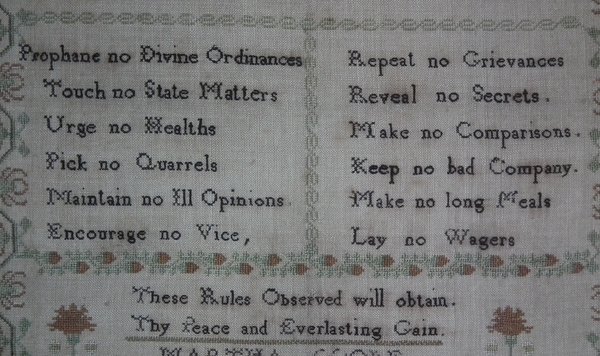 Prophane no Divine Ordinances
Touch no State Matters
Urge no Healths
Pick no Quarrels
Maintain no Ill Opinions.
Encourage no Vice,
Repeat no Grievances
Reveal no Secrets.
Make no Comparisons.
Keep no bad Company.
Make no long Meals
Lay no Wagers
These Rules Observed will obtain.
Thy Peace and Everlasting Gain.
MARTHA